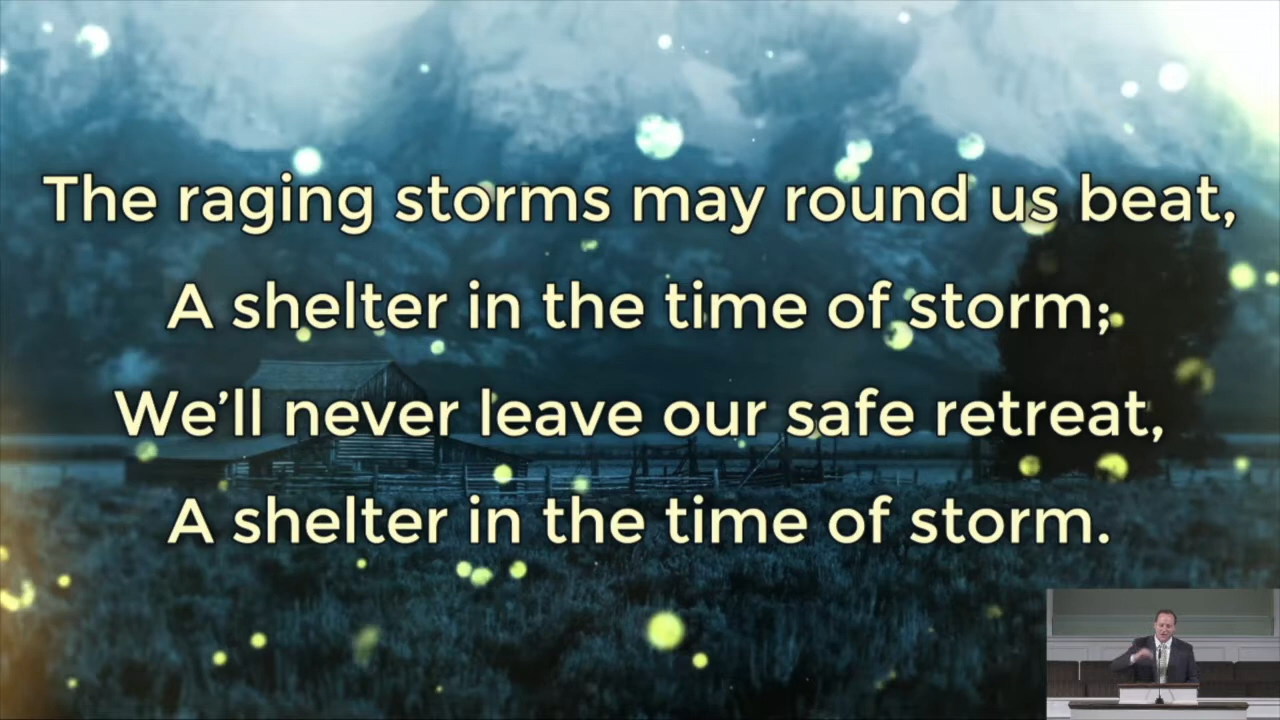 The raging storms may round us beat,
A shelter in the time of storm;
We’ll never leave our safe retreat,
A shelter in the time of storm.